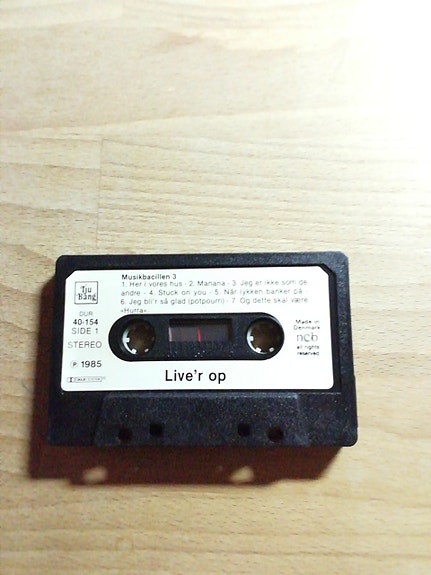 Musikbacillen 3
1. Her i vores hus - 2. Manana - 3. Jeg er ikke som de
andre - 4. Stuck on you - 5. Når lykken banker på
6. Jeg bli'r så glad (potpourri) - 7. Og dette skal være
»Hurra«
Tju
Bang
DUR
40-154
SIDE 1
STEREO
℗ 1985
Made in
Denmark
ncb
all rights
reserved
Live'r op